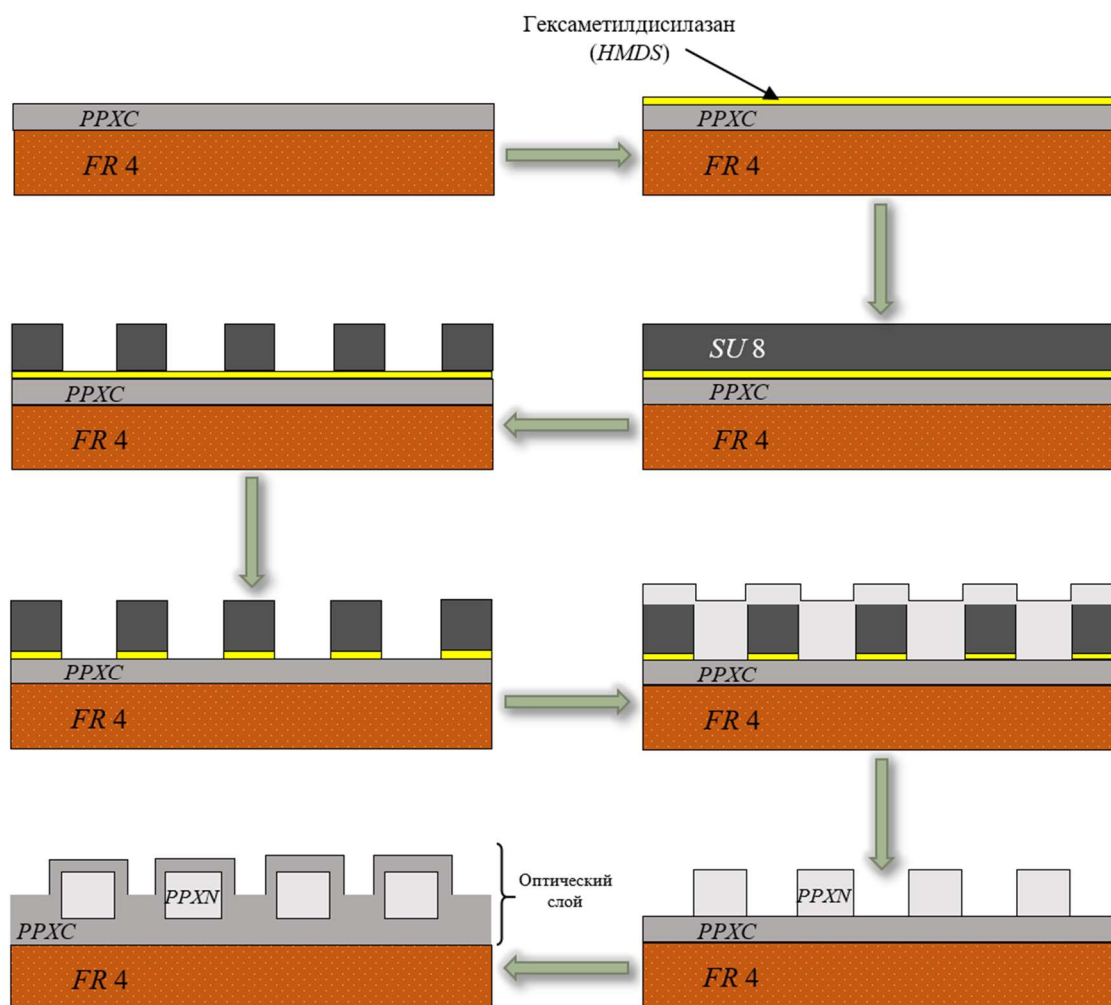 Гексаметилдисилазан
(HMDS)
PPXC
FR 4
PPXC
FR 4
PPXC
FR 4
SU 8
PPXC
FR 4
PPXC
FR 4
PPXC
FR 4
PPXN
PPXC
FR 4
Оптический
слой
PPXN
PPXC
FR 4